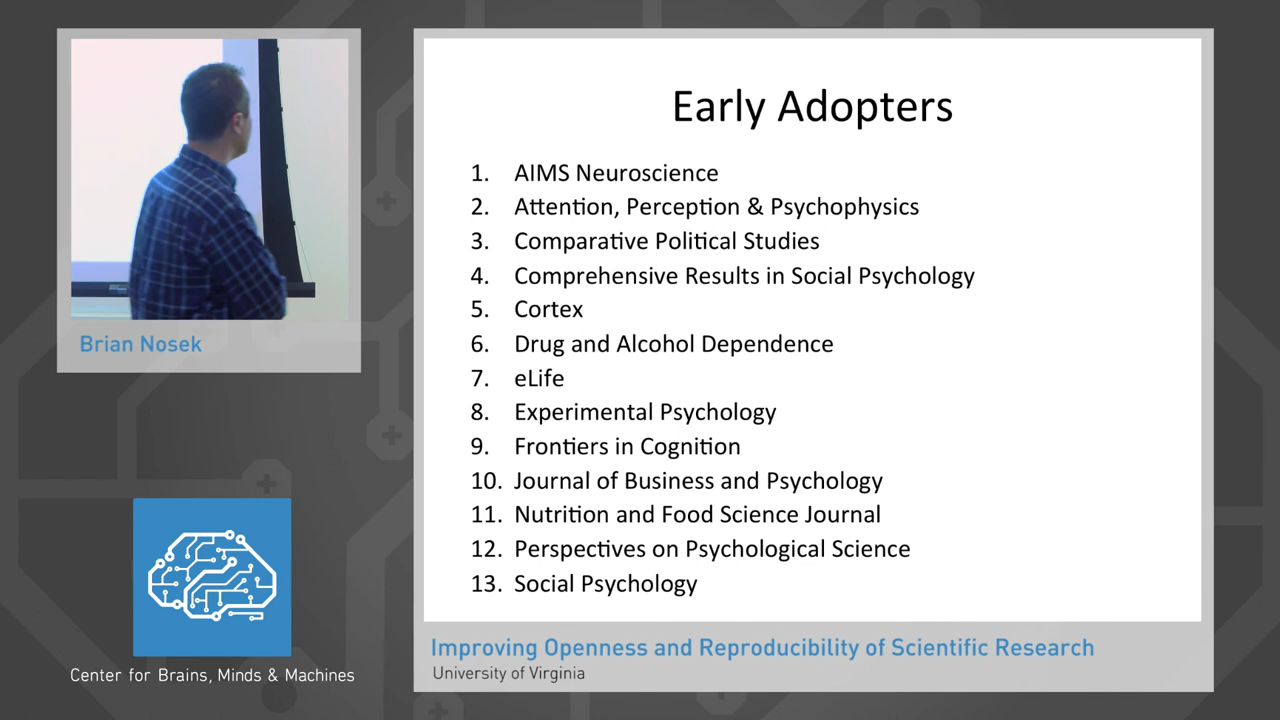 Early Adopters
1. AIMS Neuroscience
2. Attention, Perception & Psychophysics
3. Comparative Political Studies
4. Comprehensive Results in Social Psychology
5. Cortex
6. Drug and Alcohol Dependence
7. eLife
8. Experimental Psychology
9. Frontiers in Cognition
10. Journal of Business and Psychology
11. Nutrition and Food Science Journal
12. Perspectives on Psychological Science
13. Social Psychology
Brian Nosek
Center for Brains, Minds & Machines
Improving Openness and Reproducibility of Scientific Research
University of Virginia